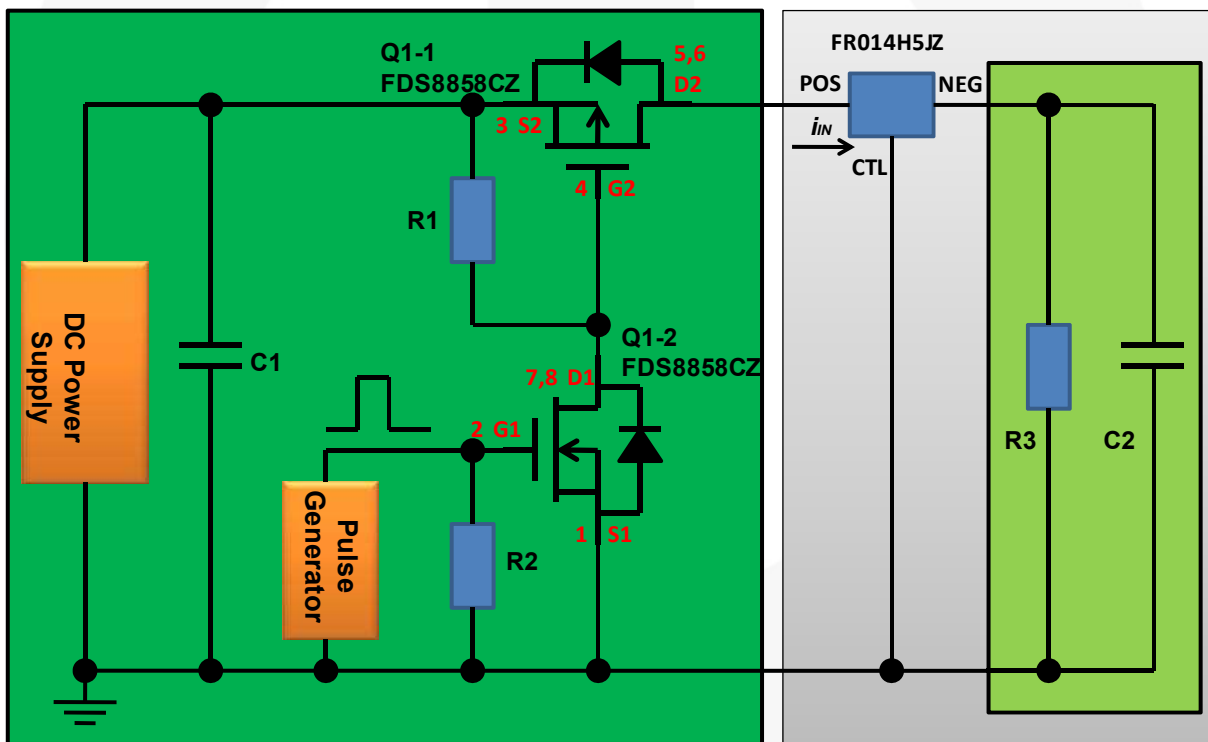 Q1-1
FDS8858CZ
5,6
D2
3 S2
4 G2
R1
DC Power
Supply
C1
Q1-2
FDS8858CZ
7,8 D1
2 G1
1 S1
Pulse
Generator
R2
FR014H5JZ
POS
NEG
iIN
CTL
R3
C2